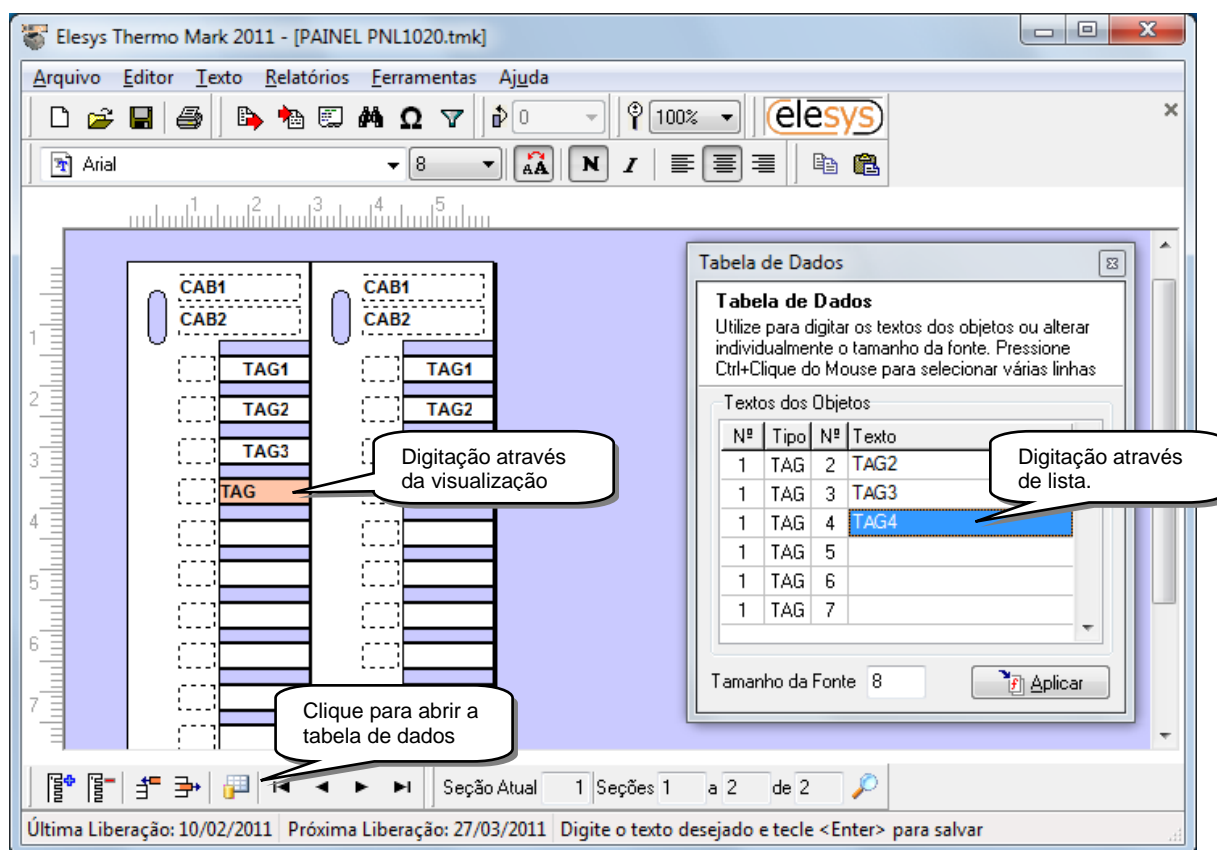 Elesys Thermo Mark 2011 - [PAINEL PNL1020.tmk]
Arquivo Editor Texto Relatórios Ferramentas Ajuda
0 100% elesys
Arial 8 N I
1 2 3 4 5
1
2
3
4
5
6
7
CAB1 CAB1
CAB2 CAB2
TAG1 TAG1
TAG2 TAG2
TAG3
TAG
Digitação através
da visualização
Clique para abrir a
tabela de dados
Tabela de Dados
Tabela de Dados
Utilize para digitar os textos dos objetos ou alterar
individualmente o tamanho da fonte. Pressione
Ctrl+Clique do Mouse para selecionar várias linhas
Textos dos Objetos
Nº Tipo Nº Texto
1 TAG 2 TAG2
1 TAG 3 TAG3
1 TAG 4 TAG4
1 TAG 5
1 TAG 6
1 TAG 7
Digitação através
de lista.
Tamanho da Fonte 8 Aplicar
Seção Atual 1 Seções 1 a 2 de 2
Última Liberação: 10/02/2011 Próxima Liberação: 27/03/2011 Digite o texto desejado e tecle <Enter> para salvar